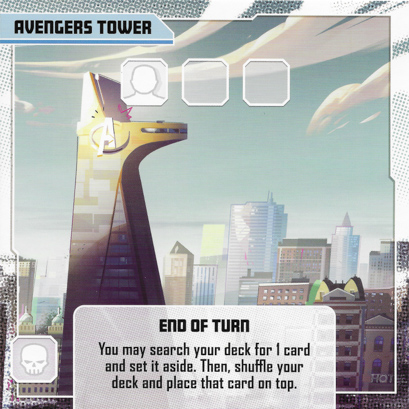 AVENGERS TOWER
A
END OF TURN
You may search your deck for 1 card
and set it aside. Then, shuffle your
deck and place that card on top.
HOT